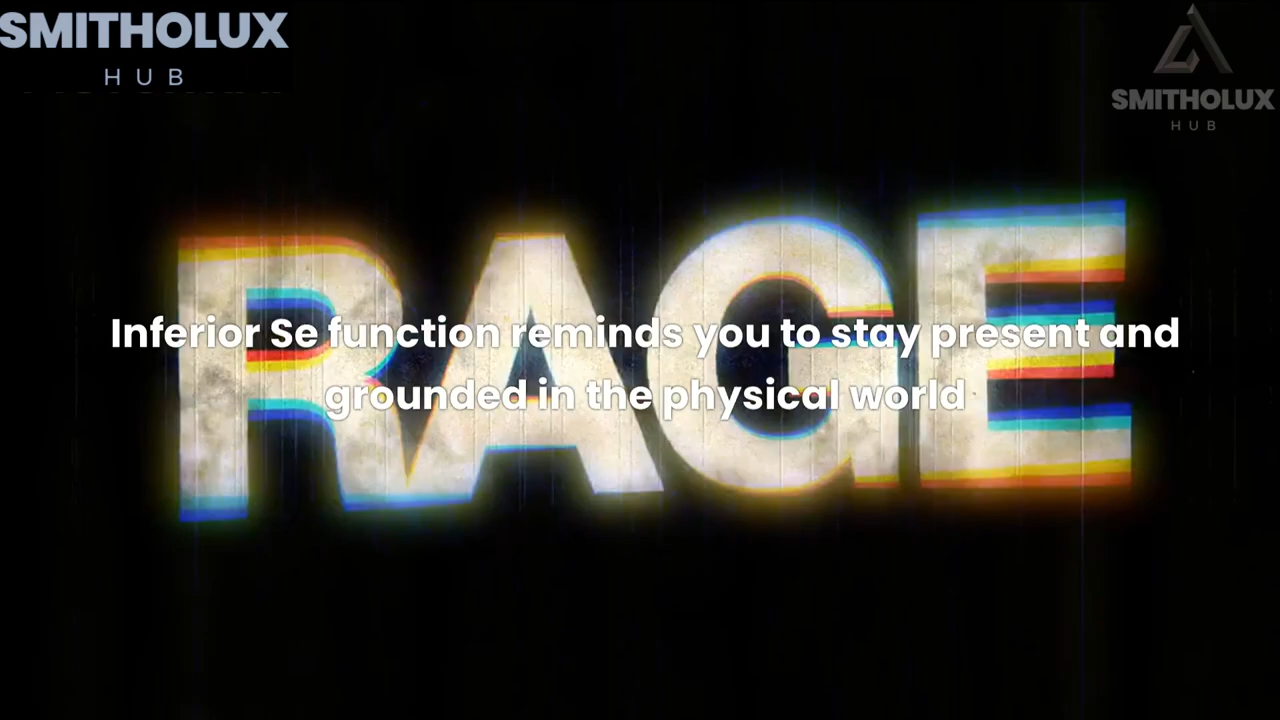 SMITHOLUX
HUB
SMITHOLUX
HUB
RAGE
Inferior Se function reminds you to stay present and
grounded in the physical world